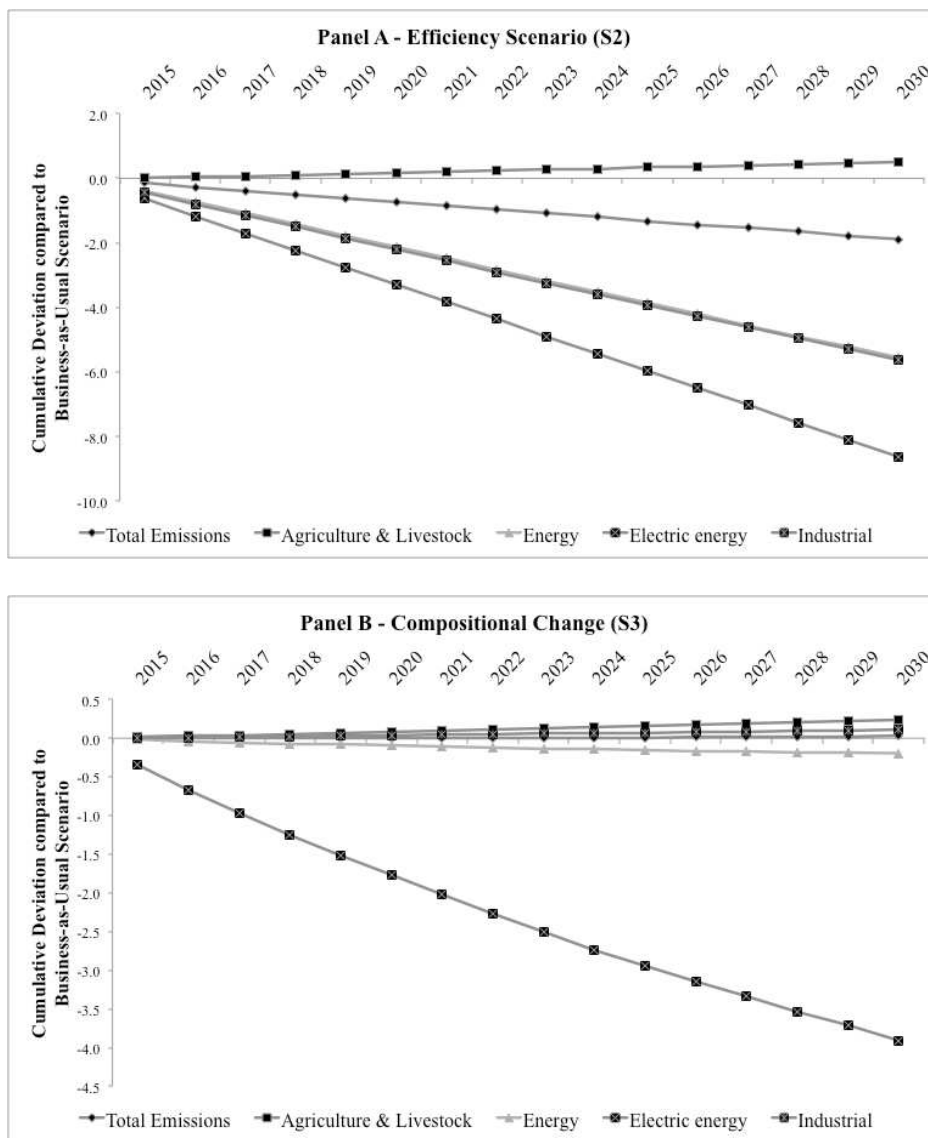 Panel A - Efficiency Scenario (S2)
2015 2016 2017 2018 2019 2020 2021 2022 2023 2024 2025 2026 2027 2028 2029 2030
Cumulative Deviation compared to
Business-as-Usual Scenario
2.0
0.0
-2.0
-4.0
-6.0
-8.0
-10.0
Total Emissions Agriculture & Livestock Energy Electric energy Industrial
Panel B - Compositional Change (S3)
2015 2016 2017 2018 2019 2020 2021 2022 2023 2024 2025 2026 2027 2028 2029 2030
Cumulative Deviation compared to
Business-as-Usual Scenario
0.5
0.0
-0.5
-1.0
-1.5
-2.0
-2.5
-3.0
-3.5
-4.0
-4.5
Total Emissions Agriculture & Livestock Energy Electric energy Industrial